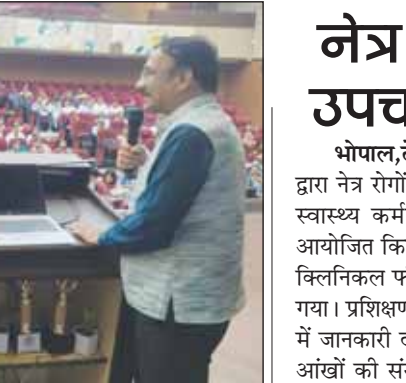 नेत्र
उपच
भोपाल,
द्वारा नेत्र रोगों
स्वास्थ्य कर्म
आयोजित कि
क्लिनिकल फ
गया। प्रशिक्षण
में जानकारी द
आंखों की सं